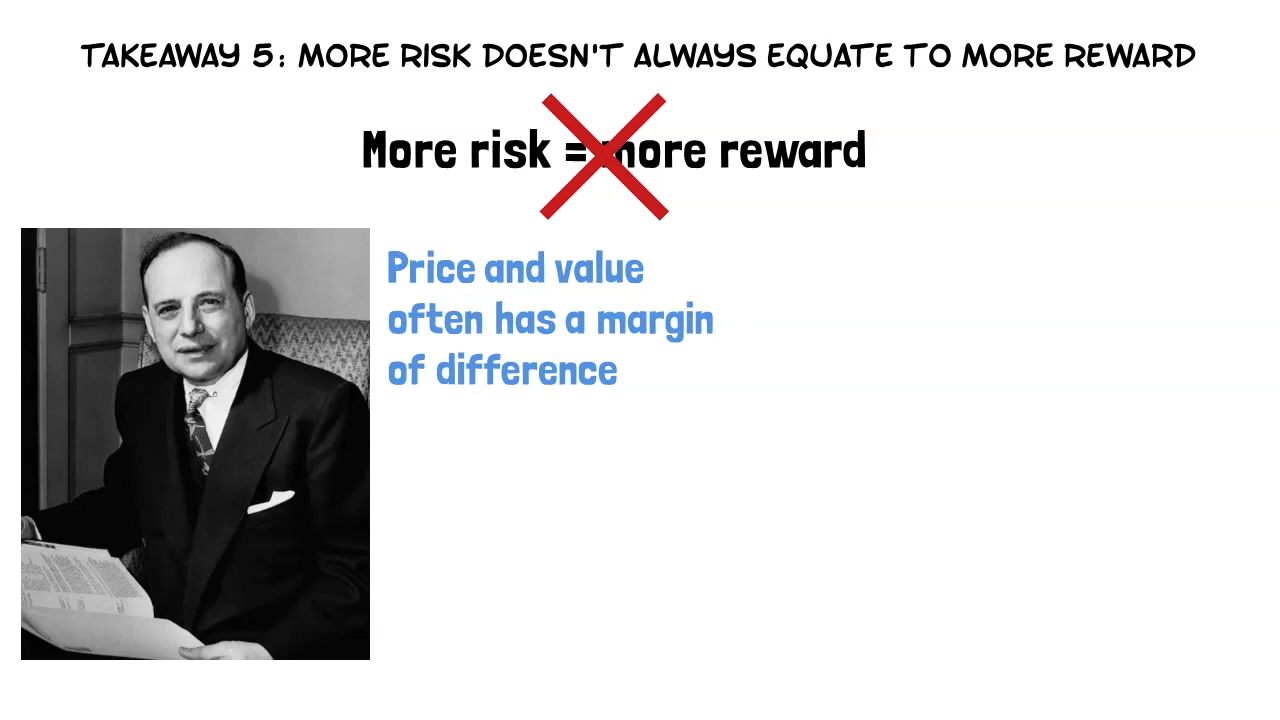 TAKEAWAY 5: MORE RISK DOESN'T ALWAYS EQUATE TO MORE REWARD
More risk = more reward
Price and value
often has a margin
of difference